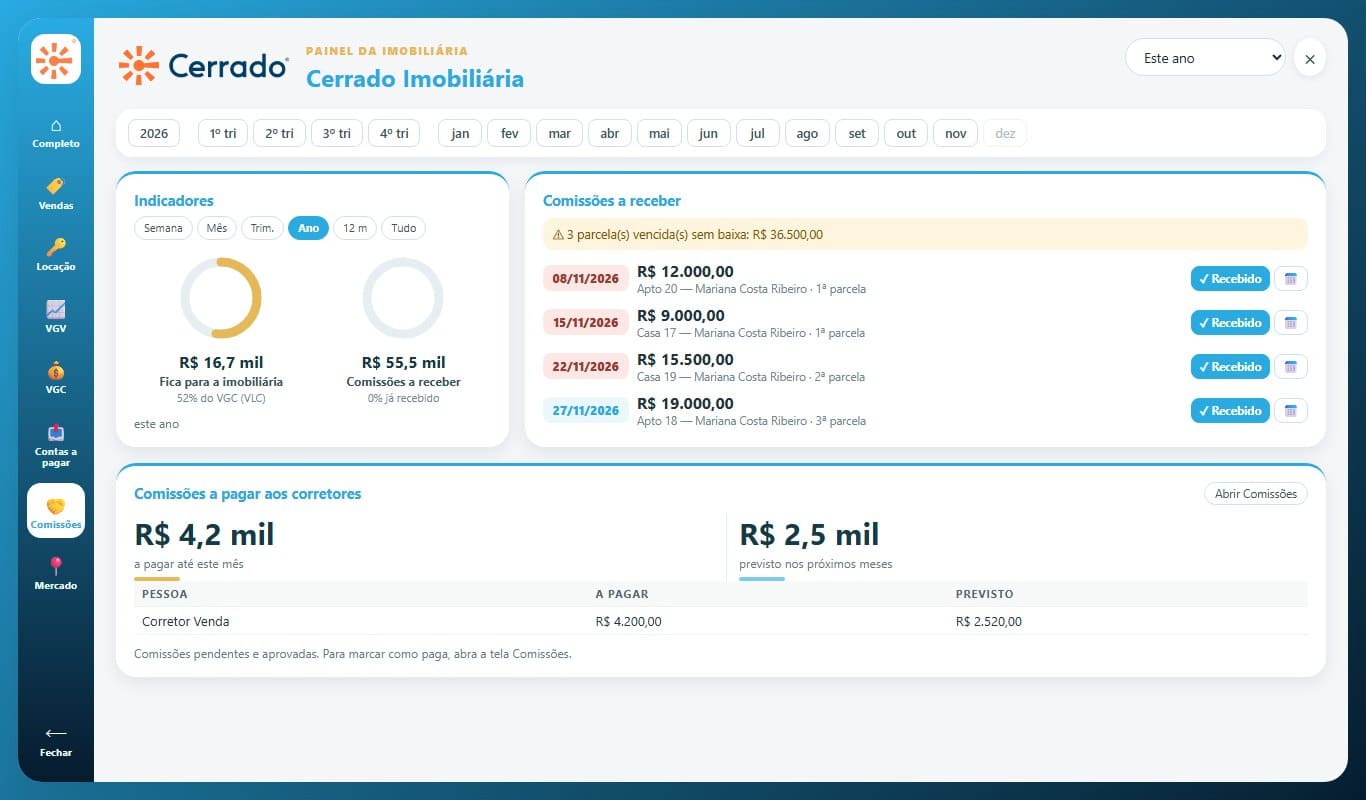 Cerrado
PAINEL DA IMOBILIÁRIA
Cerrado Imobiliária
Este ano
Completo
Vendas
Locação
VGV
VGC
Contas a
pagar
Comissões
Mercado
Fechar
2026 1º tri 2º tri 3º tri 4º tri jan fev mar abr mai jun jul ago set out nov dez
Indicadores
Semana Mês Trim. Ano 12 m Tudo
R$ 16,7 mil
Fica para a imobiliária
52% do VGC (VLC)
R$ 55,5 mil
Comissões a receber
0% já recebido
este ano
Comissões a receber
⚠ 3 parcela(s) vencida(s) sem baixa: R$ 36.500,00
08/11/2026 R$ 12.000,00 ✓ Recebido
Apto 20 — Mariana Costa Ribeiro · 1ª parcela
15/11/2026 R$ 9.000,00 ✓ Recebido
Casa 17 — Mariana Costa Ribeiro · 1ª parcela
22/11/2026 R$ 15.500,00 ✓ Recebido
Casa 19 — Mariana Costa Ribeiro · 2ª parcela
27/11/2026 R$ 19.000,00 ✓ Recebido
Apto 18 — Mariana Costa Ribeiro · 3ª parcela
Comissões a pagar aos corretores
Abrir Comissões
R$ 4,2 mil
a pagar até este mês
R$ 2,5 mil
previsto nos próximos meses
PESSOA A PAGAR PREVISTO
Corretor Venda R$ 4.200,00 R$ 2.520,00
Comissões pendentes e aprovadas. Para marcar como paga, abra a tela Comissões.